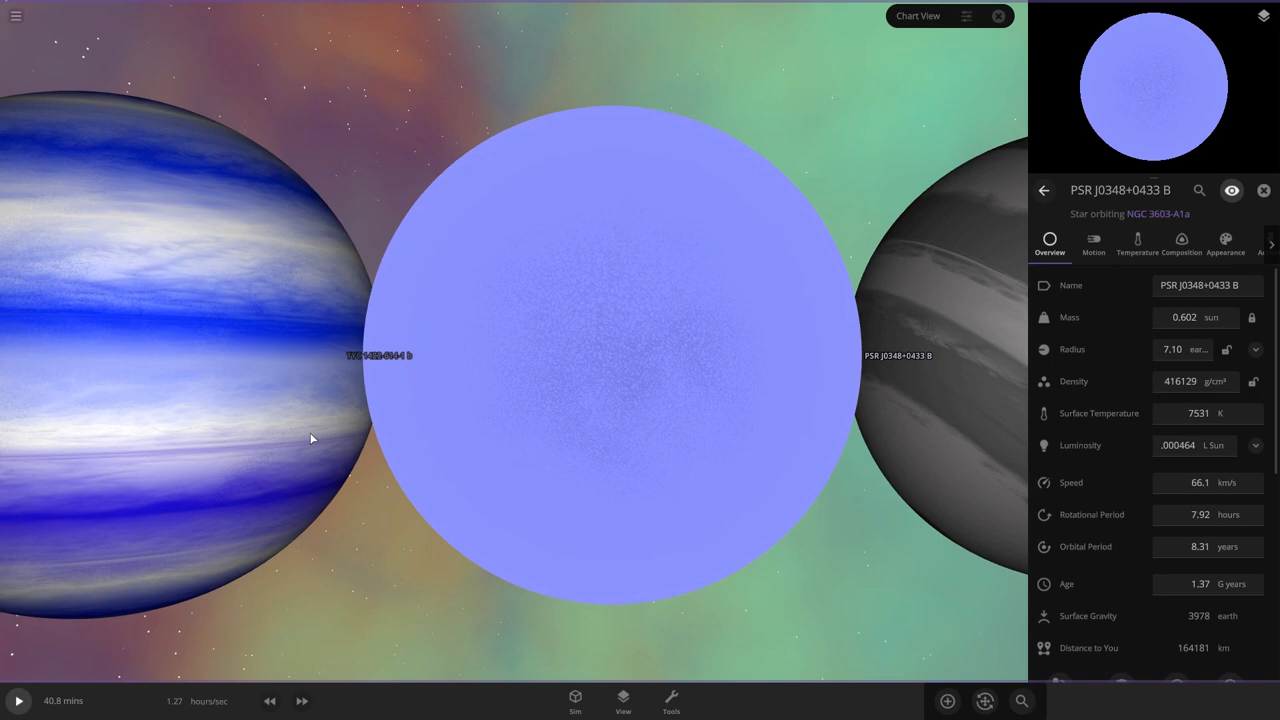 Chart View
PSR J0348+0433 B
Star orbiting NGC 3603-A1a
Overview Motion Temperature Composition Appearance
Name PSR J0348+0433 B
Mass 0.602 sun
Radius 7.10 ear...
Density 416129 g/cm³
Surface Temperature 7531 K
Luminosity .000464 L Sun
Speed 66.1 km/s
Rotational Period 7.92 hours
Orbital Period 8.31 years
Age 1.37 G years
Surface Gravity 3978 earth
Distance to You 164181 km
PSR J0348+0433 B
40.8 mins
1.27 hours/sec
Sim View Tools